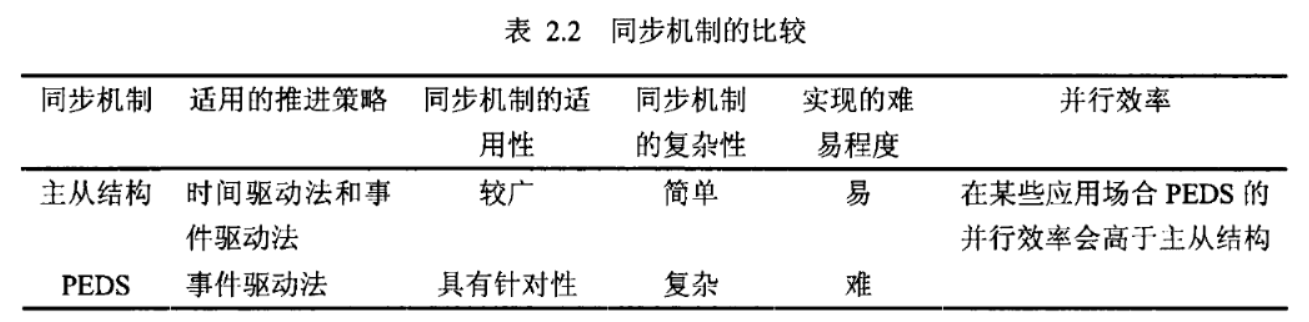 表 2.2 同步机制的比较
同步机制 适用的推进策略 同步机制的适 同步机制 实现的难 并行效率
用性 的复杂性 易程度
主从结构 时间驱动法和事 较广 简单 易 在某些应用场合 PEDS 的
件驱动法 并行效率会高于主从结构
PEDS 事件驱动法 具有针对性 复杂 难